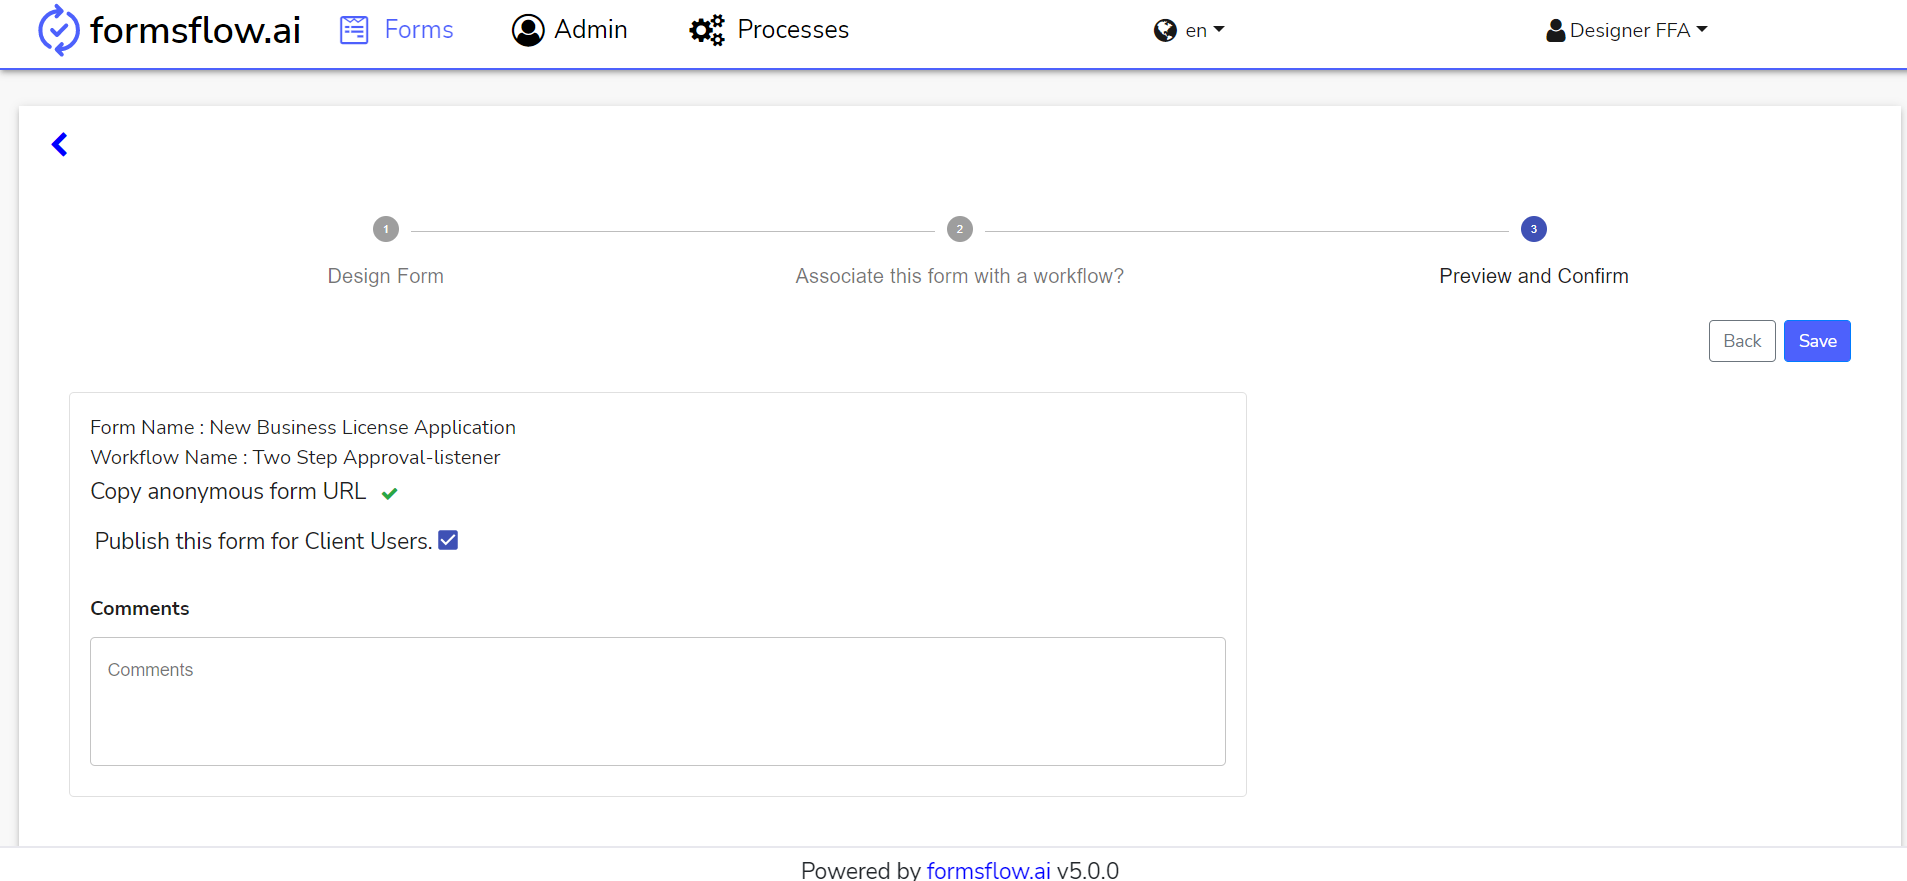 formsflow.ai Forms Admin Processes en Designer FFA
1 2 3
Design Form Associate this form with a workflow? Preview and Confirm
Back Save
Form Name : New Business License Application
Workflow Name : Two Step Approval-listener
Copy anonymous form URL
Publish this form for Client Users.
Comments
Comments
Powered by formsflow.ai v5.0.0